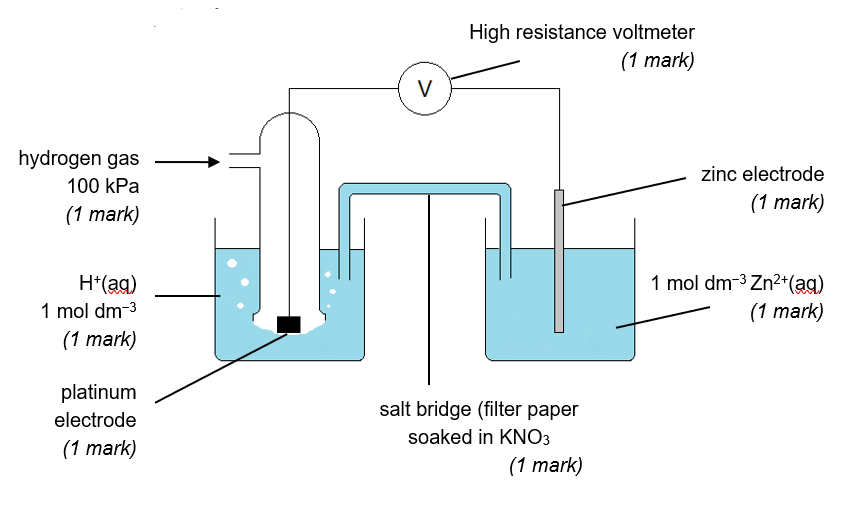 High resistance voltmeter
(1 mark)
V
hydrogen gas
100 kPa
(1 mark)
zinc electrode
(1 mark)
H⁺(aq)
1 mol dm⁻³
(1 mark)
1 mol dm⁻³ Zn²⁺(aq)
(1 mark)
platinum
electrode
(1 mark)
salt bridge (filter paper
soaked in KNO₃
(1 mark)